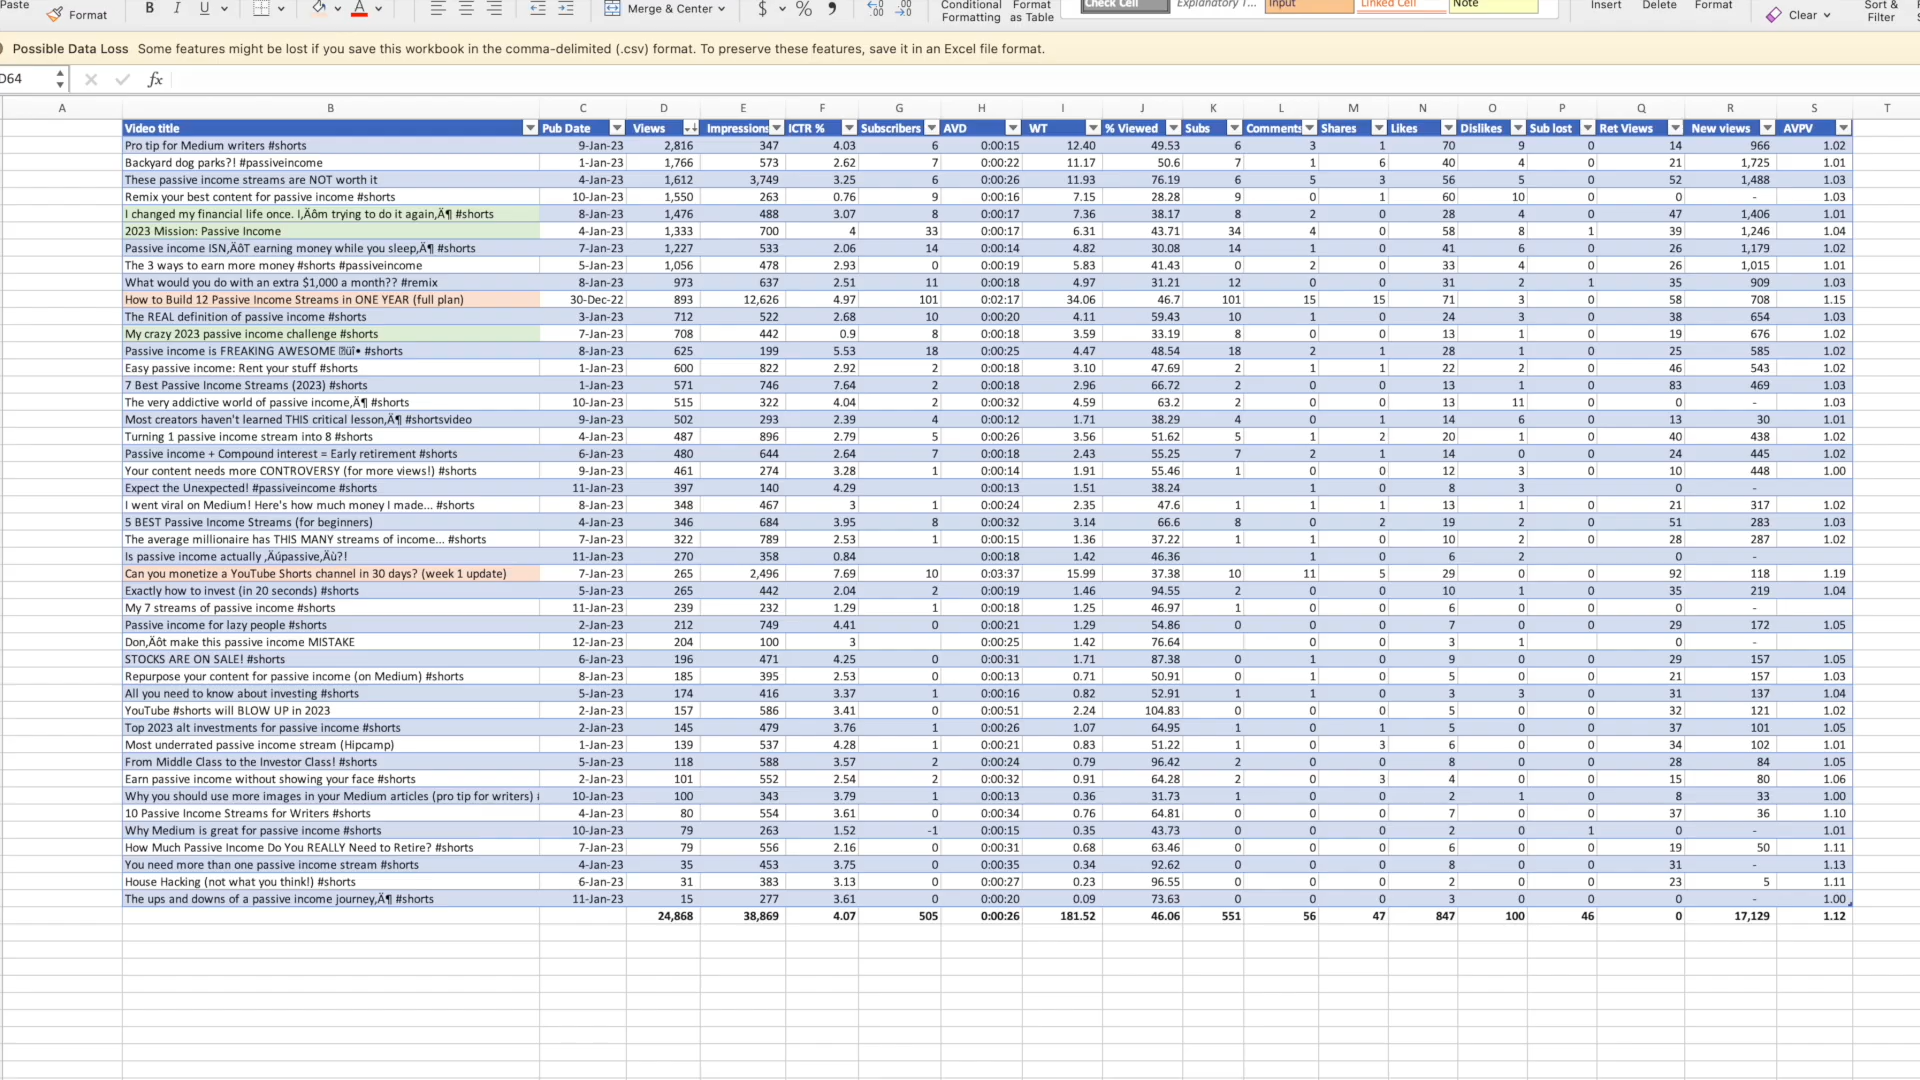 Paste Format B I U Merge & Center $ % Conditional Formatting Format as Table Check Cell Explanatory T... Input Linked Cell Note Insert Delete Format Clear Sort & Filter
Possible Data Loss Some features might be lost if you save this workbook in the comma-delimited (.csv) format. To preserve these features, save it in an Excel file format.
D64 fx
A B C D E F G H I J K L M N O P Q R S T
Video title Pub Date Views Impressions ICTR % Subscribers AVD WT % Viewed Subs Comments Shares Likes Dislikes Sub lost Ret Views New views AVPV
Pro tip for Medium writers #shorts 9-Jan-23 2,816 347 4.03 6 0:00:15 12.40 49.53 6 3 1 70 9 0 14 966 1.02
Backyard dog parks?! #passiveincome 1-Jan-23 1,766 573 2.62 7 0:00:22 11.17 50.6 7 1 6 40 4 0 21 1,725 1.01
These passive income streams are NOT worth it 4-Jan-23 1,612 3,749 3.25 6 0:00:26 11.93 76.19 6 5 3 56 5 0 52 1,488 1.03
Remix your best content for passive income #shorts 10-Jan-23 1,550 263 0.76 9 0:00:16 7.15 28.28 9 0 1 60 10 0 0 - 1.03
I changed my financial life once. I‚Äôm trying to do it again‚Ä¶ #shorts 8-Jan-23 1,476 488 3.07 8 0:00:17 7.36 38.17 8 2 0 28 4 0 47 1,406 1.01
2023 Mission: Passive Income 4-Jan-23 1,333 700 4 33 0:00:17 6.31 43.71 34 4 0 58 8 1 39 1,246 1.04
Passive income ISN‚ÄôT earning money while you sleep‚Ä¶ #shorts 7-Jan-23 1,227 533 2.06 14 0:00:14 4.82 30.08 14 1 0 41 6 0 26 1,179 1.02
The 3 ways to earn more money #shorts #passiveincome 5-Jan-23 1,056 478 2.93 0 0:00:19 5.83 41.43 0 2 0 33 4 0 26 1,015 1.01
What would you do with an extra $1,000 a month?? #remix 8-Jan-23 973 637 2.51 11 0:00:18 4.97 31.21 12 0 0 31 2 1 35 909 1.03
How to Build 12 Passive Income Streams in ONE YEAR (full plan) 30-Dec-22 893 12,626 4.97 101 0:02:17 34.06 46.7 101 15 15 71 3 0 58 708 1.15
The REAL definition of passive income #shorts 3-Jan-23 712 522 2.68 10 0:00:20 4.11 59.43 10 1 0 24 3 0 38 654 1.03
My crazy 2023 passive income challenge #shorts 7-Jan-23 708 442 0.9 8 0:00:18 3.59 33.19 8 0 0 13 1 0 19 676 1.02
Passive income is FREAKING AWESOME #shorts 8-Jan-23 625 199 5.53 18 0:00:25 4.47 48.54 18 2 1 28 1 0 25 585 1.02
Easy passive income: Rent your stuff #shorts 1-Jan-23 600 822 2.92 2 0:00:18 3.10 47.69 2 1 1 22 2 0 46 543 1.02
7 Best Passive Income Streams (2023) #shorts 1-Jan-23 571 746 7.64 2 0:00:18 2.96 66.72 2 0 0 13 1 0 83 469 1.03
The very addictive world of passive income‚Ä¶ #shorts 10-Jan-23 515 322 4.04 2 0:00:32 4.59 63.2 2 0 0 13 11 0 0 - 1.03
Most creators haven't learned THIS critical lesson‚Ä¶ #shortsvideo 9-Jan-23 502 293 2.39 4 0:00:12 1.71 38.29 4 0 1 14 6 0 13 30 1.01
Turning 1 passive income stream into 8 #shorts 4-Jan-23 487 896 2.79 5 0:00:26 3.56 51.62 5 1 2 20 1 0 40 438 1.02
Passive income + Compound interest = Early retirement #shorts 6-Jan-23 480 644 2.64 7 0:00:18 2.43 55.25 7 2 1 14 0 0 24 445 1.02
Your content needs more CONTROVERSY (for more views!) #shorts 9-Jan-23 461 274 3.28 1 0:00:14 1.91 55.46 1 0 0 12 3 0 10 448 1.00
Expect the Unexpected! #passiveincome #shorts 11-Jan-23 397 140 4.29 0:00:13 1.51 38.24 1 0 8 3 0 -
I went viral on Medium! Here's how much money I made... #shorts 8-Jan-23 348 467 3 1 0:00:24 2.35 47.6 1 1 1 13 1 0 21 317 1.02
5 BEST Passive Income Streams (for beginners) 4-Jan-23 346 684 3.95 8 0:00:32 3.14 66.6 8 0 2 19 2 0 51 283 1.03
The average millionaire has THIS MANY streams of income... #shorts 7-Jan-23 322 789 2.53 1 0:00:15 1.36 37.22 1 1 0 10 2 0 28 287 1.02
Is passive income actually ‚Äúpassive‚Äù?! 11-Jan-23 270 358 0.84 0:00:18 1.42 46.36 1 0 6 2 0 -
Can you monetize a YouTube Shorts channel in 30 days? (week 1 update) 7-Jan-23 265 2,496 7.69 10 0:03:37 15.99 37.38 10 11 5 29 0 0 92 118 1.19
Exactly how to invest (in 20 seconds) #shorts 5-Jan-23 265 442 2.04 2 0:00:19 1.46 94.55 2 0 0 10 1 0 35 219 1.04
My 7 streams of passive income #shorts 11-Jan-23 239 232 1.29 1 0:00:18 1.25 46.97 1 0 0 6 0 0 0 -
Passive income for lazy people #shorts 2-Jan-23 212 749 4.41 0 0:00:21 1.29 54.86 0 0 0 7 0 0 29 172 1.05
Don‚Äôt make this passive income MISTAKE 12-Jan-23 204 100 3 0:00:25 1.42 76.64 0 0 3 1 0 -
STOCKS ARE ON SALE! #shorts 6-Jan-23 196 471 4.25 0 0:00:31 1.71 87.38 0 1 0 9 0 0 29 157 1.05
Repurpose your content for passive income (on Medium) #shorts 8-Jan-23 185 395 2.53 0 0:00:13 0.71 50.91 0 1 0 5 0 0 21 157 1.03
All you need to know about investing #shorts 5-Jan-23 174 416 3.37 1 0:00:16 0.82 52.91 1 1 0 3 3 0 31 137 1.04
YouTube #shorts will BLOW UP in 2023 2-Jan-23 157 586 3.41 0 0:00:51 2.24 104.83 0 0 0 5 0 0 32 121 1.02
Top 2023 alt investments for passive income #shorts 2-Jan-23 145 479 3.76 1 0:00:26 1.07 64.95 1 0 1 5 0 0 37 101 1.05
Most underrated passive income stream (Hipcamp) 1-Jan-23 139 537 4.28 1 0:00:21 0.83 51.22 1 0 3 6 0 0 34 102 1.01
From Middle Class to the Investor Class! #shorts 5-Jan-23 118 588 3.57 2 0:00:24 0.79 96.42 2 0 0 8 0 0 28 84 1.05
Earn passive income without showing your face #shorts 2-Jan-23 101 552 2.54 2 0:00:32 0.91 64.28 2 0 3 4 0 0 15 80 1.06
Why you should use more images in your Medium articles (pro tip for writers) 10-Jan-23 100 343 3.79 1 0:00:13 0.36 31.73 1 0 0 2 1 0 8 33 1.00
10 Passive Income Streams for Writers #shorts 4-Jan-23 80 554 3.61 0 0:00:34 0.76 64.81 0 0 0 7 0 0 37 36 1.10
Why Medium is great for passive income #shorts 10-Jan-23 79 263 1.52 -1 0:00:15 0.35 43.73 0 0 0 2 0 1 0 - 1.01
How Much Passive Income Do You REALLY Need to Retire? #shorts 7-Jan-23 79 556 2.16 0 0:00:31 0.68 63.46 0 0 0 6 0 0 19 50 1.11
You need more than one passive income stream #shorts 4-Jan-23 35 453 3.75 0 0:00:35 0.34 92.62 0 0 0 8 0 0 31 - 1.13
House Hacking (not what you think!) #shorts 6-Jan-23 31 383 3.13 0 0:00:27 0.23 96.55 0 0 0 2 0 0 23 5 1.11
The ups and downs of a passive income journey‚Ä¶ #shorts 11-Jan-23 15 277 3.61 0 0:00:20 0.09 73.63 0 0 0 3 0 0 0 - 1.00
24,868 38,869 4.07 505 0:00:26 181.52 46.06 551 56 47 847 100 46 0 17,129 1.12